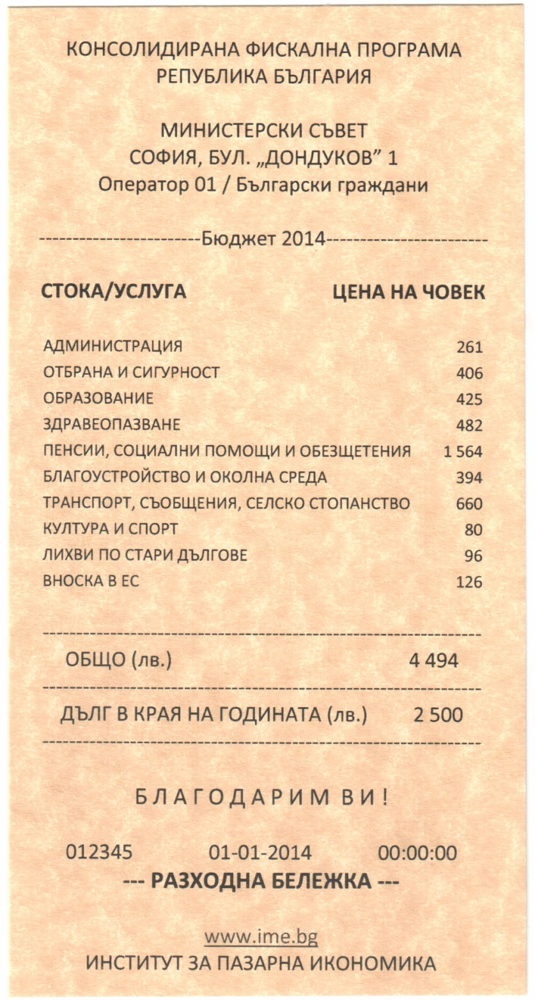 КОНСОЛИДИРАНА ФИСКАЛНА ПРОГРАМА
РЕПУБЛИКА БЪЛГАРИЯ
МИНИСТЕРСКИ СЪВЕТ
СОФИЯ, БУЛ. „ДОНДУКОВ” 1
Оператор 01 / Български граждани
------------------------Бюджет 2014------------------------
СТОКА/УСЛУГА ЦЕНА НА ЧОВЕК
АДМИНИСТРАЦИЯ 261
ОТБРАНА И СИГУРНОСТ 406
ОБРАЗОВАНИЕ 425
ЗДРАВЕОПАЗВАНЕ 482
ПЕНСИИ, СОЦИАЛНИ ПОМОЩИ И ОБЕЗЩЕТЕНИЯ 1 564
БЛАГОУСТРОЙСТВО И ОКОЛНА СРЕДА 394
ТРАНСПОРТ, СЪОБЩЕНИЯ, СЕЛСКО СТОПАНСТВО 660
КУЛТУРА И СПОРТ 80
ЛИХВИ ПО СТАРИ ДЪЛГОВЕ 96
ВНОСКА В ЕС 126
ОБЩО (лв.) 4 494
ДЪЛГ В КРАЯ НА ГОДИНАТА (лв.) 2 500
Б Л А Г О Д А Р И М В И !
012345 01-01-2014 00:00:00
--- РАЗХОДНА БЕЛЕЖКА ---
www.ime.bg
ИНСТИТУТ ЗА ПАЗАРНА ИКОНОМИКА